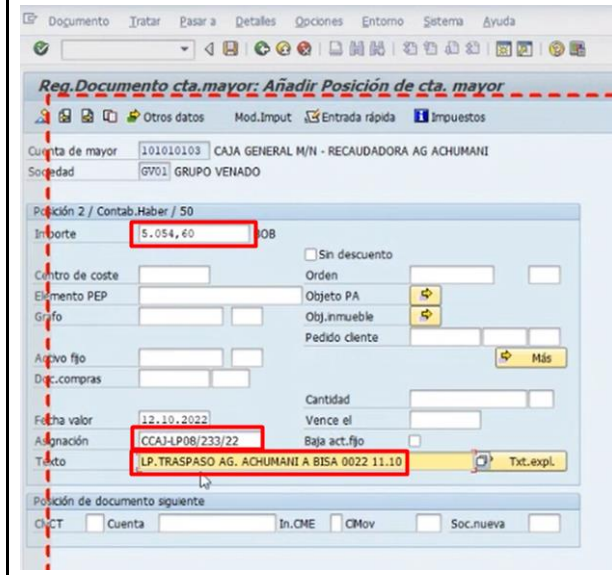 Documento Tratar Pasar a Detalles Opciones Entorno Sistema Ayuda
Reg.Documento cta.mayor: Añadir Posición de cta. mayor
Otros datos Mod.Imput Entrada rápida Impuestos
Cuenta de mayor 101010103 CAJA GENERAL M/N - RECAUDADORA AG ACHUMANI
Sociedad GV01 GRUPO VENADO
Posición 2 / Contab.Haber / 50
Importe 5.054,60 BOB
Sin descuento
Centro de coste Orden
Elemento PEP Objeto PA
Grafo Obj.inmueble
Pedido cliente
Activo fijo Más
Doc.compras
Cantidad
Fecha valor 12.10.2022 Vence el
Asignación CCAJ-LP08/233/22 Baja act.fijo
Texto LP.TRASPASO AG. ACHUMANI A BISA 0022 11.10 Txt.expl.
Posición de documento siguiente
ClvCT Cuenta In.CME ClMov Soc.nueva